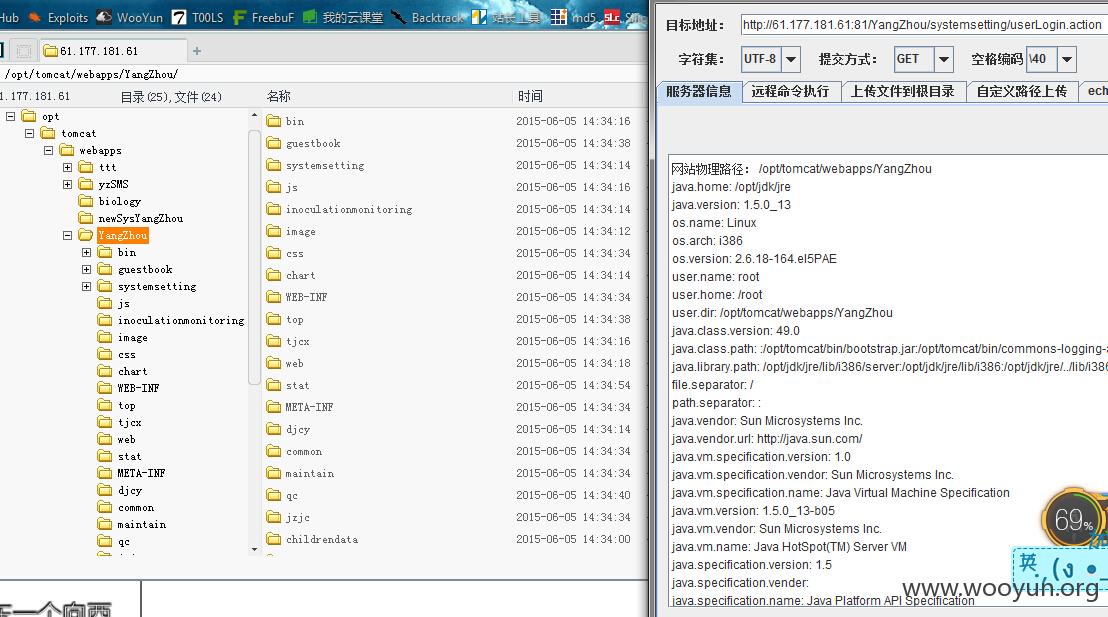 Hub Exploits WooYun T00LS FreebuF 我的云课堂 Backtrack 站长工具 md5
61.177.181.61
/opt/tomcat/webapps/YangZhou/
1.177.181.61 目录(25),文件(24) 名称 时间
opt
tomcat
webapps
ttt
yzSMS
biology
newSysYangZhou
YangZhou
bin
guestbook
systemsetting
js
inoculationmonitoring
image
css
chart
WEB-INF
top
tjcx
web
stat
META-INF
djcy
common
maintain
qc
bin 2015-06-05 14:34:16
guestbook 2015-06-05 14:34:38
systemsetting 2015-06-05 14:34:14
js 2015-06-05 14:34:16
inoculationmonitoring 2015-06-05 14:34:14
image 2015-06-05 14:34:12
css 2015-06-05 14:34:34
chart 2015-06-05 14:34:14
WEB-INF 2015-06-05 14:34:34
top 2015-06-05 14:34:38
tjcx 2015-06-05 14:34:16
web 2015-06-05 14:34:18
stat 2015-06-05 14:34:54
META-INF 2015-06-05 14:34:34
djcy 2015-06-05 14:34:34
common 2015-06-05 14:34:34
maintain 2015-06-05 14:34:34
qc 2015-06-05 14:34:40
jzjc 2015-06-05 14:34:34
childrendata 2015-06-05 14:34:00
目标地址: http://61.177.181.61:81/YangZhou/systemsetting/userLogin.action
字符集: UTF-8 提交方式: GET 空格编码 \40
服务器信息 远程命令执行 上传文件到根目录 自定义路径上传 ech
网站物理路径: /opt/tomcat/webapps/YangZhou
java.home: /opt/jdk/jre
java.version: 1.5.0_13
os.name: Linux
os.arch: i386
os.version: 2.6.18-164.el5PAE
user.name: root
user.home: /root
user.dir: /opt/tomcat/webapps/YangZhou
java.class.version: 49.0
java.class.path: :/opt/tomcat/bin/bootstrap.jar:/opt/tomcat/bin/commons-logging-a
java.library.path: /opt/jdk/jre/lib/i386/server:/opt/jdk/jre/lib/i386:/opt/jdk/jre/../lib/i386
file.separator: /
path.separator: :
java.vendor: Sun Microsystems Inc.
java.vendor.url: http://java.sun.com/
java.vm.specification.version: 1.0
java.vm.specification.vendor: Sun Microsystems Inc.
java.vm.specification.name: Java Virtual Machine Specification
java.vm.version: 1.5.0_13-b05
java.vm.vendor: Sun Microsystems Inc.
java.vm.name: Java HotSpot(TM) Server VM
java.specification.version: 1.5
java.specification.vendor:
java.specification.name: Java Platform API Specification
69%
英
www.wooyun.org